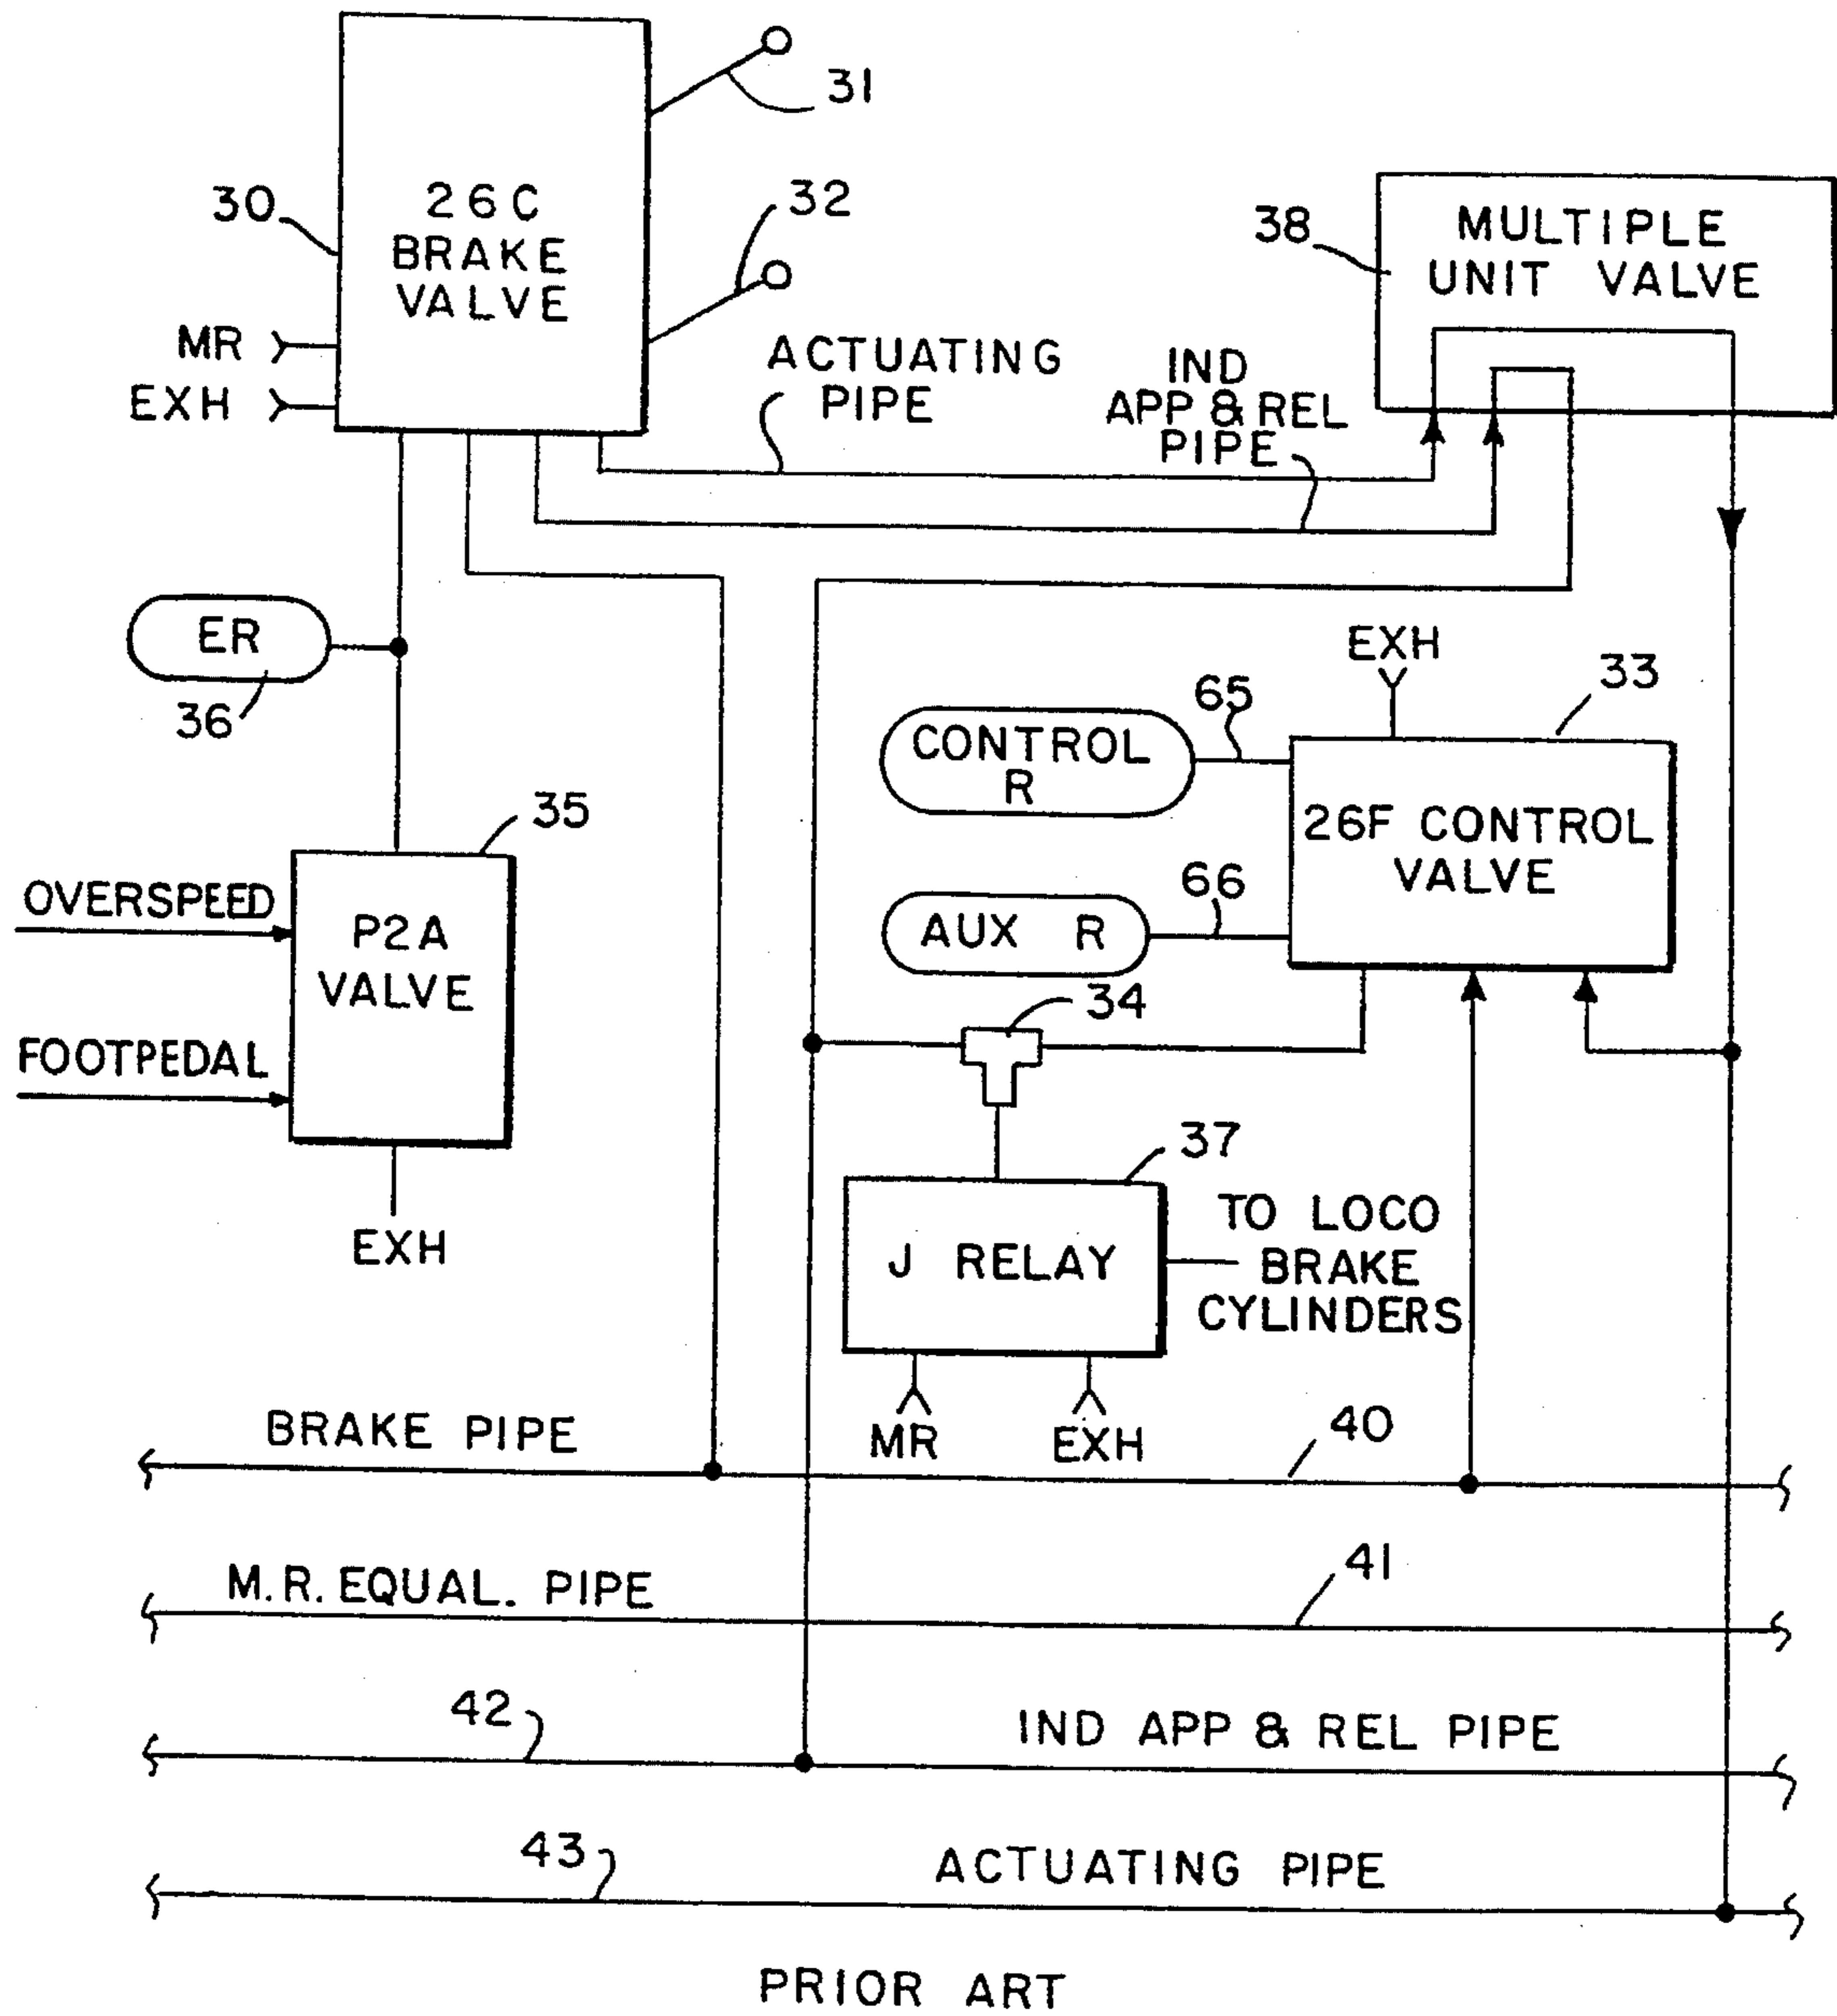 31
30
26C
BRAKE
VALVE
32
38
MULTIPLE
UNIT VALVE
MR
EXH
ACTUATING
PIPE
IND
APP & REL
PIPE
ER
36
EXH
33
65
CONTROL
R
26F CONTROL
VALVE
35
OVERSPEED
P2A
VALVE
66
AUX R
34
FOOTPEDAL
37
EXH
J RELAY
TO LOCO
BRAKE
CYLINDERS
MR
EXH
BRAKE PIPE
40
M.R. EQUAL. PIPE
41
42
IND APP & REL PIPE
43
ACTUATING PIPE
PRIOR ART